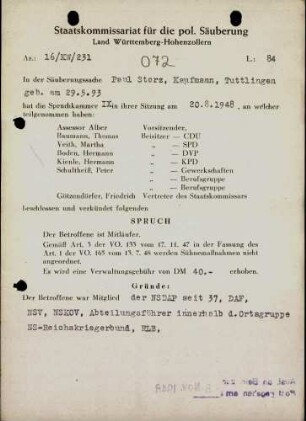 Staatskommissariat für die pol. Säuberung
Land Württemberg-Hohenzollern
Nr.: 16/KW/231
072
L.: 84
In der Säuberungssache Paul Storz, Kaufmann, Tuttlingen
geb. am 29.5.93
hat die Spruchkammer IX in ihrer Sitzung am 20.8.1948, an welcher
teilgenommen haben:
Assessor Alber Vorsitzender,
Baumann, Thomas Beisitzer — CDU
Veith, Martha „ — SPD
Boden, Hermann „ — DVP
Kienle, Hermann „ — KPD
Schultheiß, Peter „ — Gewerkschaften
„ — Berufsgruppe
„ — Berufsgruppe
Götzendörfer, Friedrich Vertreter des Staatskommissars
beschlossen und verkündet folgenden
SPRUCH
Der Betroffene ist Mitläufer.
Gemäß Art. 3 der VO. 133 vom 17. 11. 47 in der Fassung des
Art. 1 der VO. 165 vom 13. 7. 48 werden Sühnemaßnahmen nicht
angeordnet.
Es wird eine Verwaltungsgebühr von DM 40.- erhoben.
Gründe:
Der Betroffene war Mitglied der NSDAP seit 37, DAF,
NSV, NSKOV, Abteilungsführer innerhalb d.Ortsgruppe
NS-Reichskriegerbund, RLB,